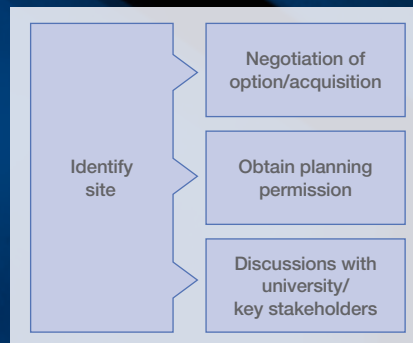 Identify
site
Negotiation of
option/acquisition
Obtain planning
permission
Discussions with
university/
key stakeholders